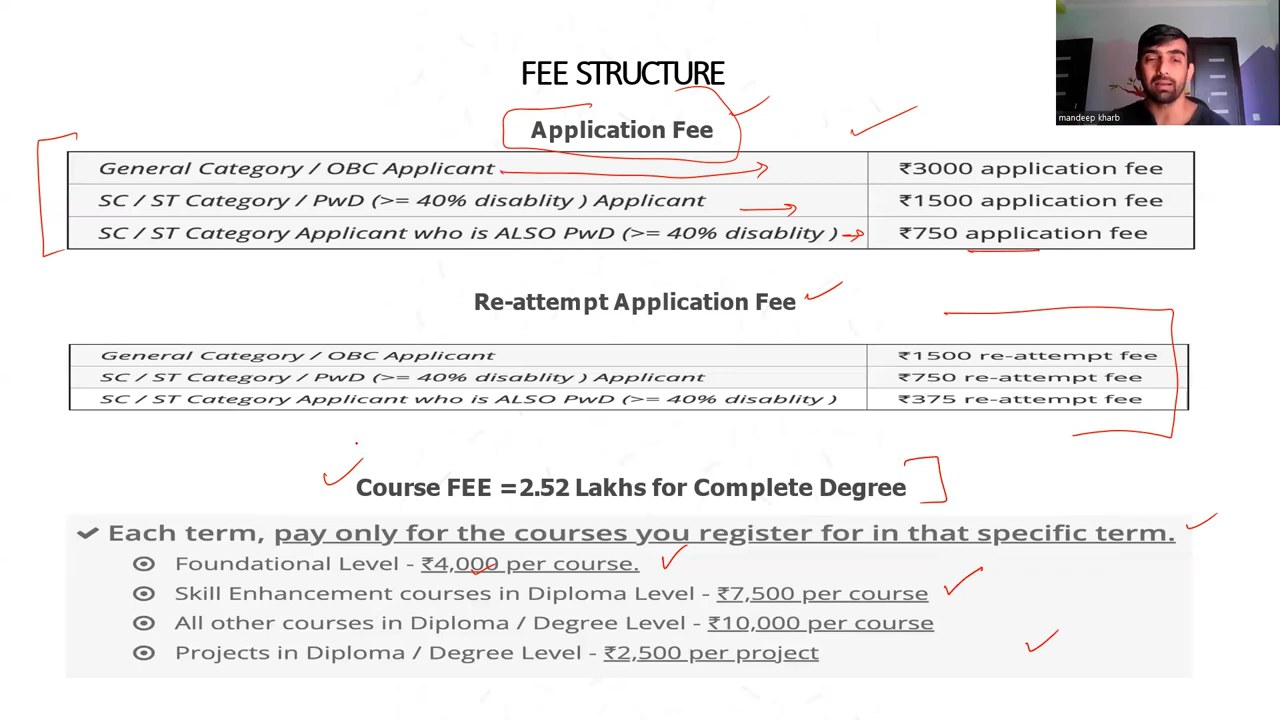 FEE STRUCTURE
mandeep kharb
Application Fee
General Category / OBC Applicant ₹3000 application fee
SC / ST Category / PwD (>= 40% disablity ) Applicant ₹1500 application fee
SC / ST Category Applicant who is ALSO PwD (>= 40% disablity ) ₹750 application fee
Re-attempt Application Fee
General Category / OBC Applicant ₹1500 re-attempt fee
SC / ST Category / PwD (>= 40% disablity ) Applicant ₹750 re-attempt fee
SC / ST Category Applicant who is ALSO PwD (>= 40% disablity ) ₹375 re-attempt fee
Course FEE =2.52 Lakhs for Complete Degree
Each term, pay only for the courses you register for in that specific term.
Foundational Level - ₹4,000 per course.
Skill Enhancement courses in Diploma Level - ₹7,500 per course
All other courses in Diploma / Degree Level - ₹10,000 per course
Projects in Diploma / Degree Level - ₹2,500 per project